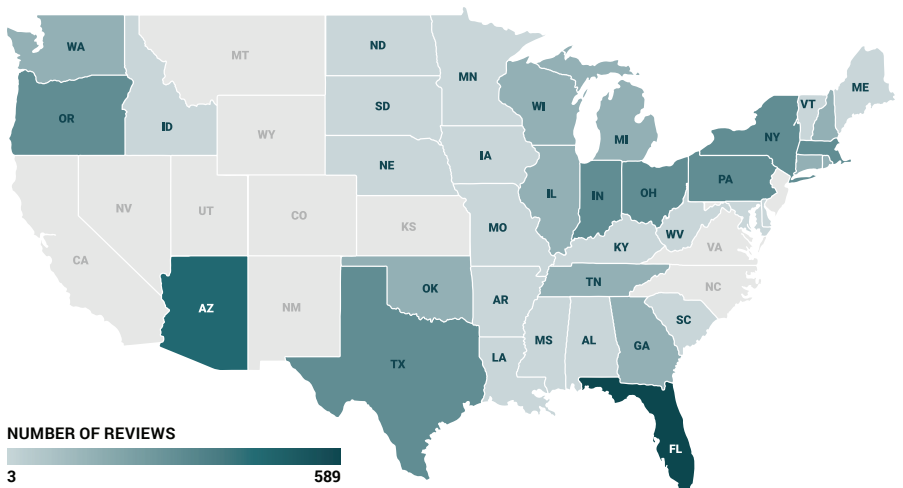 WA
MT
ND
MN
VT
ME
OR
ID
WY
SD
WI
MI
NY
NE
IA
PA
NV
UT
CO
KS
MO
IL
IN
OH
WV
VA
KY
CA
AZ
NM
OK
AR
TN
NC
SC
TX
LA
MS
AL
GA
FL
NUMBER OF REVIEWS
3 589